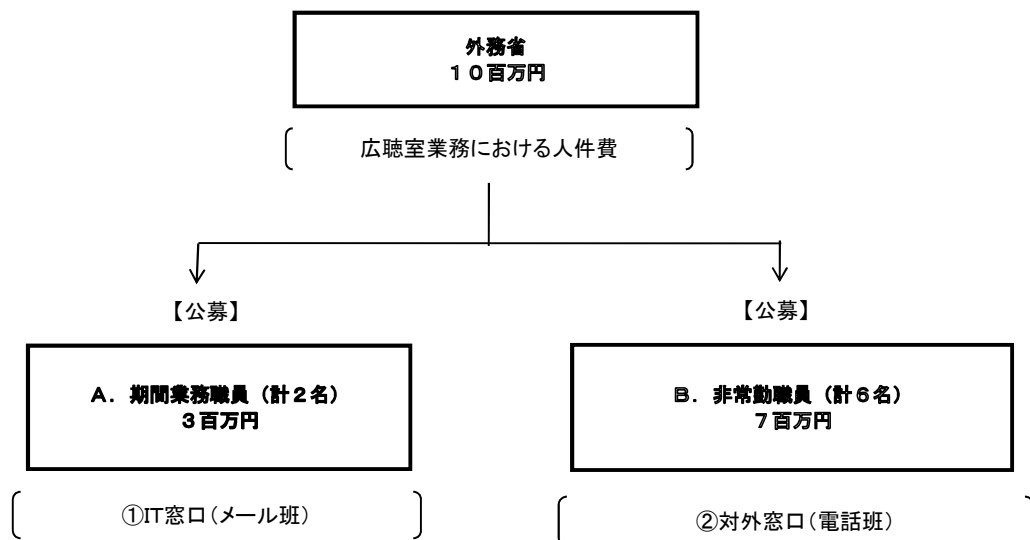 外務省
１０百万円
広聴室業務における人件費
【公募】
【公募】
Ａ．期間業務職員（計２名）
３百万円
Ｂ．非常勤職員（計６名）
７百万円
①IT窓口（メール班）
②対外窓口（電話班）